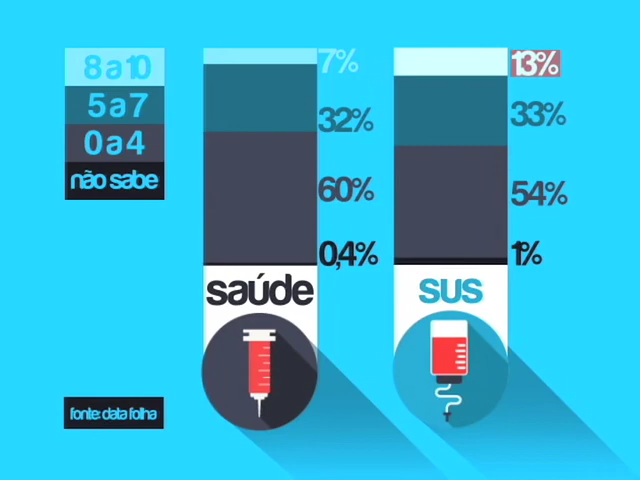 8 a 10
5 a 7
0 a 4
não sabe
7%
32%
60%
0,4%
saúde
13%
33%
54%
1%
SUS
fonte: data folha